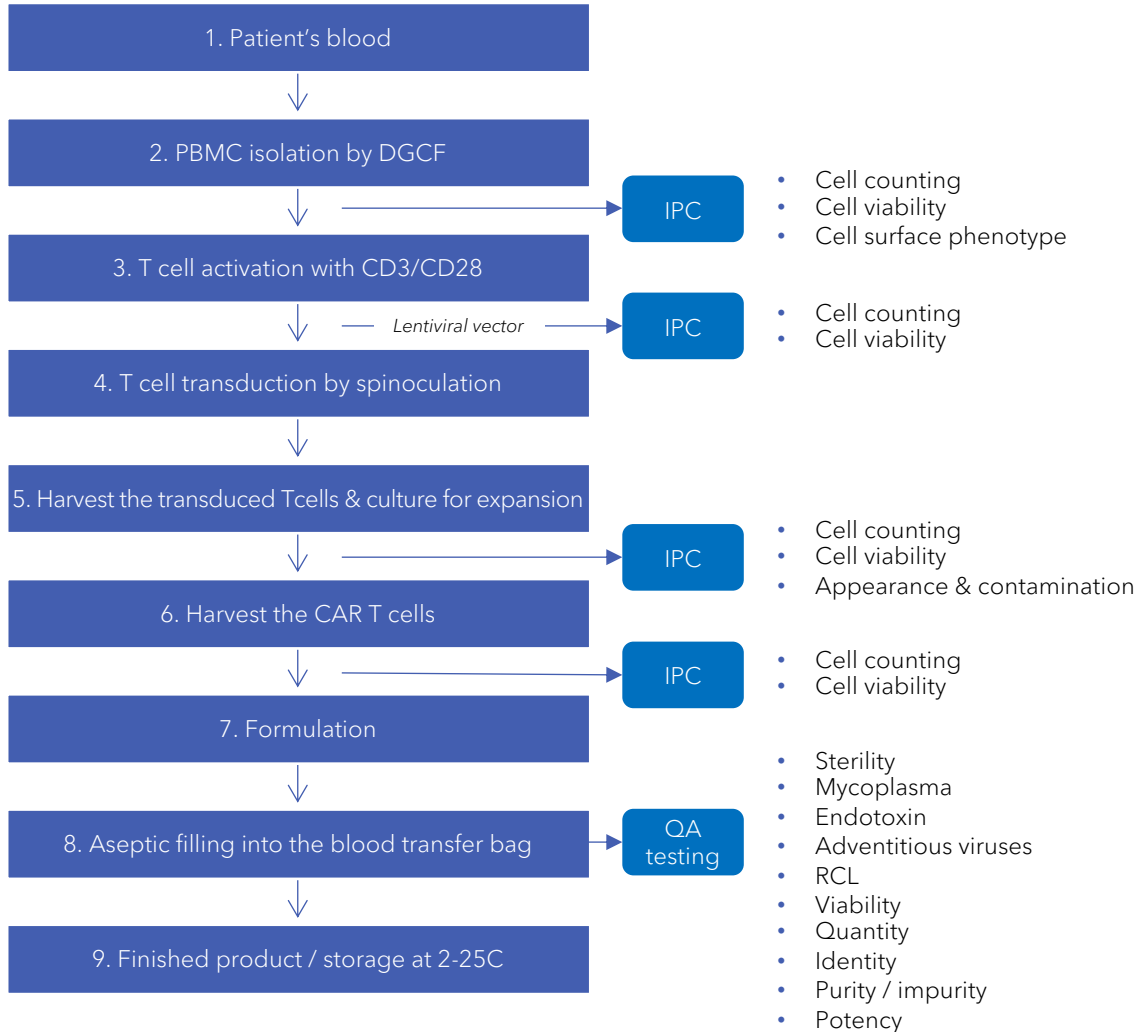 1. Patient's blood
2. PBMC isolation by DGCF
IPC
• Cell counting
• Cell viability
• Cell surface phenotype
3. T cell activation with CD3/CD28
Lentiviral vector
IPC
• Cell counting
• Cell viability
4. T cell transduction by spinoculation
5. Harvest the transduced Tcells & culture for expansion
IPC
• Cell counting
• Cell viability
• Appearance & contamination
6. Harvest the CAR T cells
IPC
• Cell counting
• Cell viability
7. Formulation
8. Aseptic filling into the blood transfer bag
QA
testing
• Sterility
• Mycoplasma
• Endotoxin
• Adventitious viruses
• RCL
• Viability
• Quantity
• Identity
• Purity / impurity
• Potency
9. Finished product / storage at 2-25C